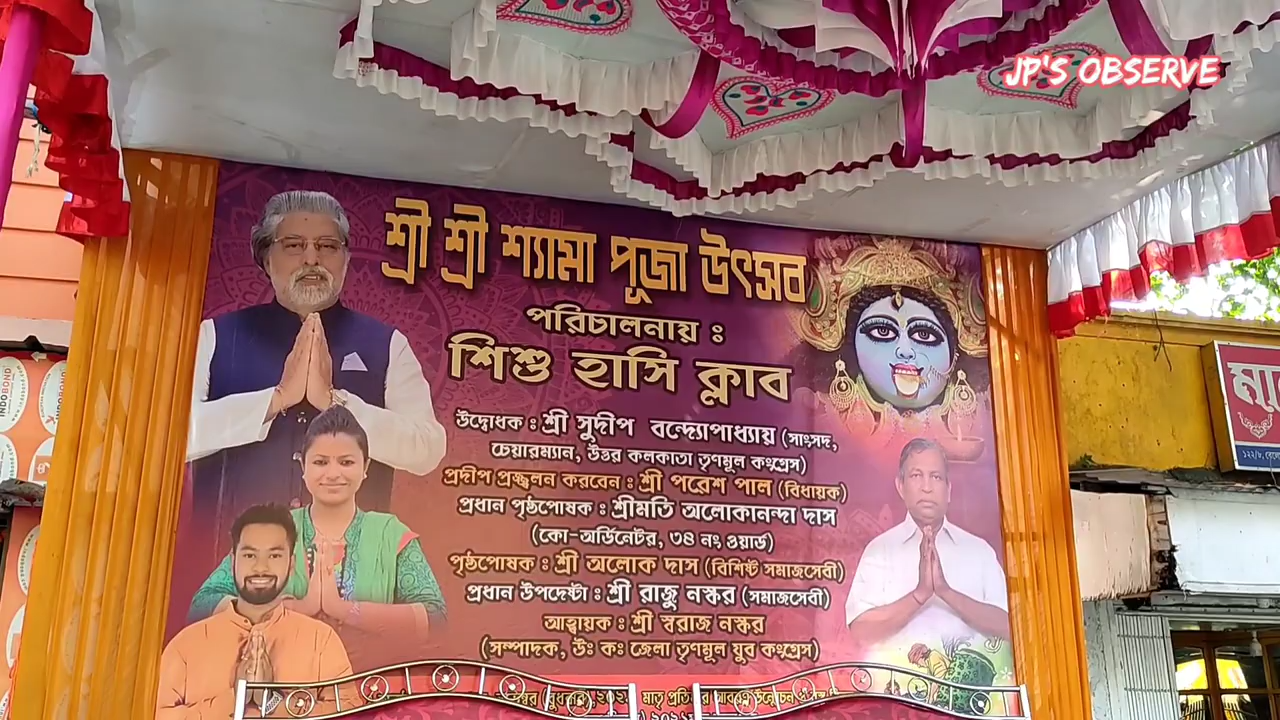 JP'S OBSERVE
শ্রী শ্রী শ্যামা পূজা উৎসব
পরিচালনায় ঃ
শিশু হাসি ক্লাব
উদ্বোধক ঃ শ্রী সুদীপ বন্দ্যোপাধ্যায় (সাংসদ,
চেয়ারম্যান, উত্তর কলকাতা তৃণমূল কংগ্রেস)
প্রদীপ প্রজ্জ্বলন করবেন ঃ শ্রী পরেশ পাল (বিধায়ক)
প্রধান পৃষ্ঠপোষক ঃ শ্রীমতি অলোকানন্দা দাস
(কো-অর্ডিনেটর, ৩৪ নং ওয়ার্ড)
পৃষ্ঠপোষক ঃ শ্রী অলোক দাস (বিশিষ্ট সমাজসেবী)
প্রধান উপদেষ্টা ঃ শ্রী রাজু নস্কর (সমাজসেবী)
আহ্বায়ক ঃ শ্রী স্বরাজ নস্কর
(সম্পাদক, উঃ কঃ জেলা তৃণমূল যুব কংগ্রেস)
INDOBOND